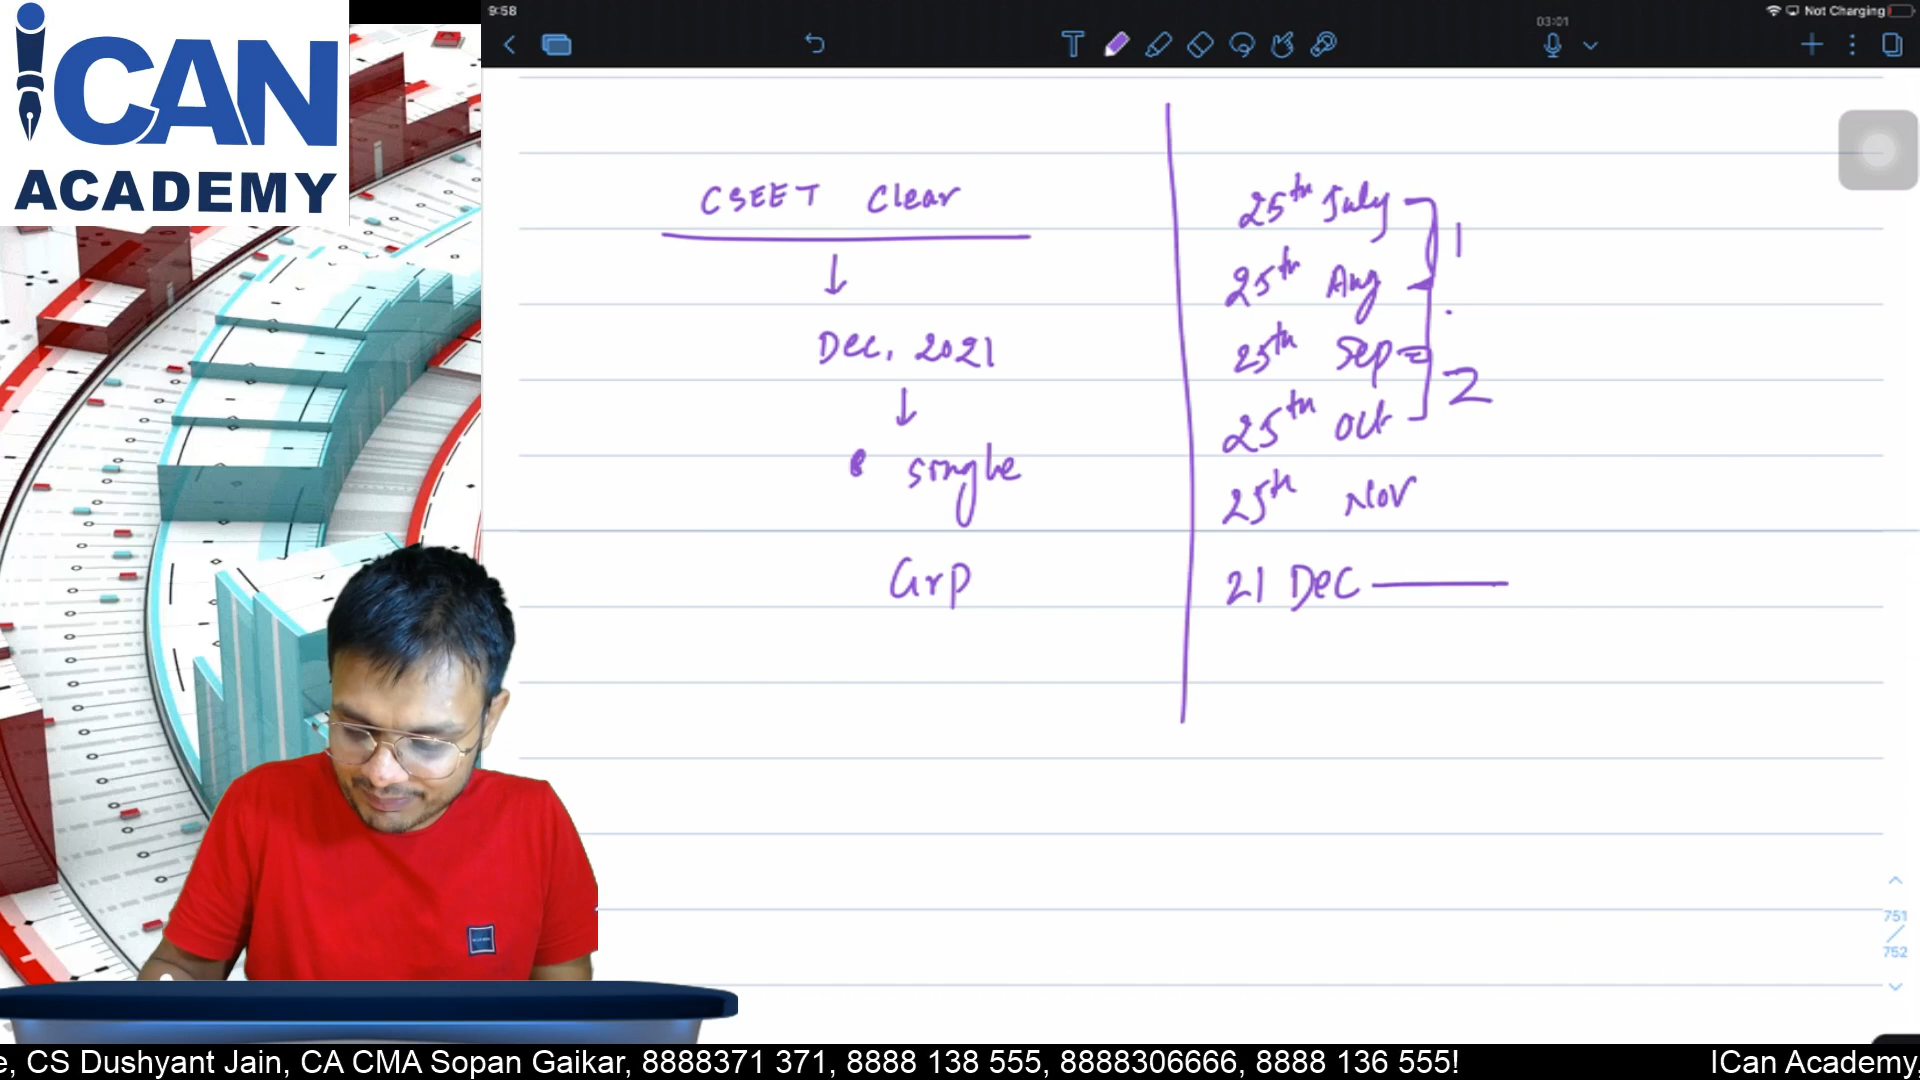 iCAN
ACADEMY
9:58
Not Charging
03:01
CSEET Clear
Dec. 2021
single
Grp
25th July
1
25th Aug
25th Sep
2
25th Oct
25th Nov
21 Dec
751
752
e, CS Dushyant Jain, CA CMA Sopan Gaikar, 8888371 371, 8888 138 555, 8888306666, 8888 136 555! ICan Academy,